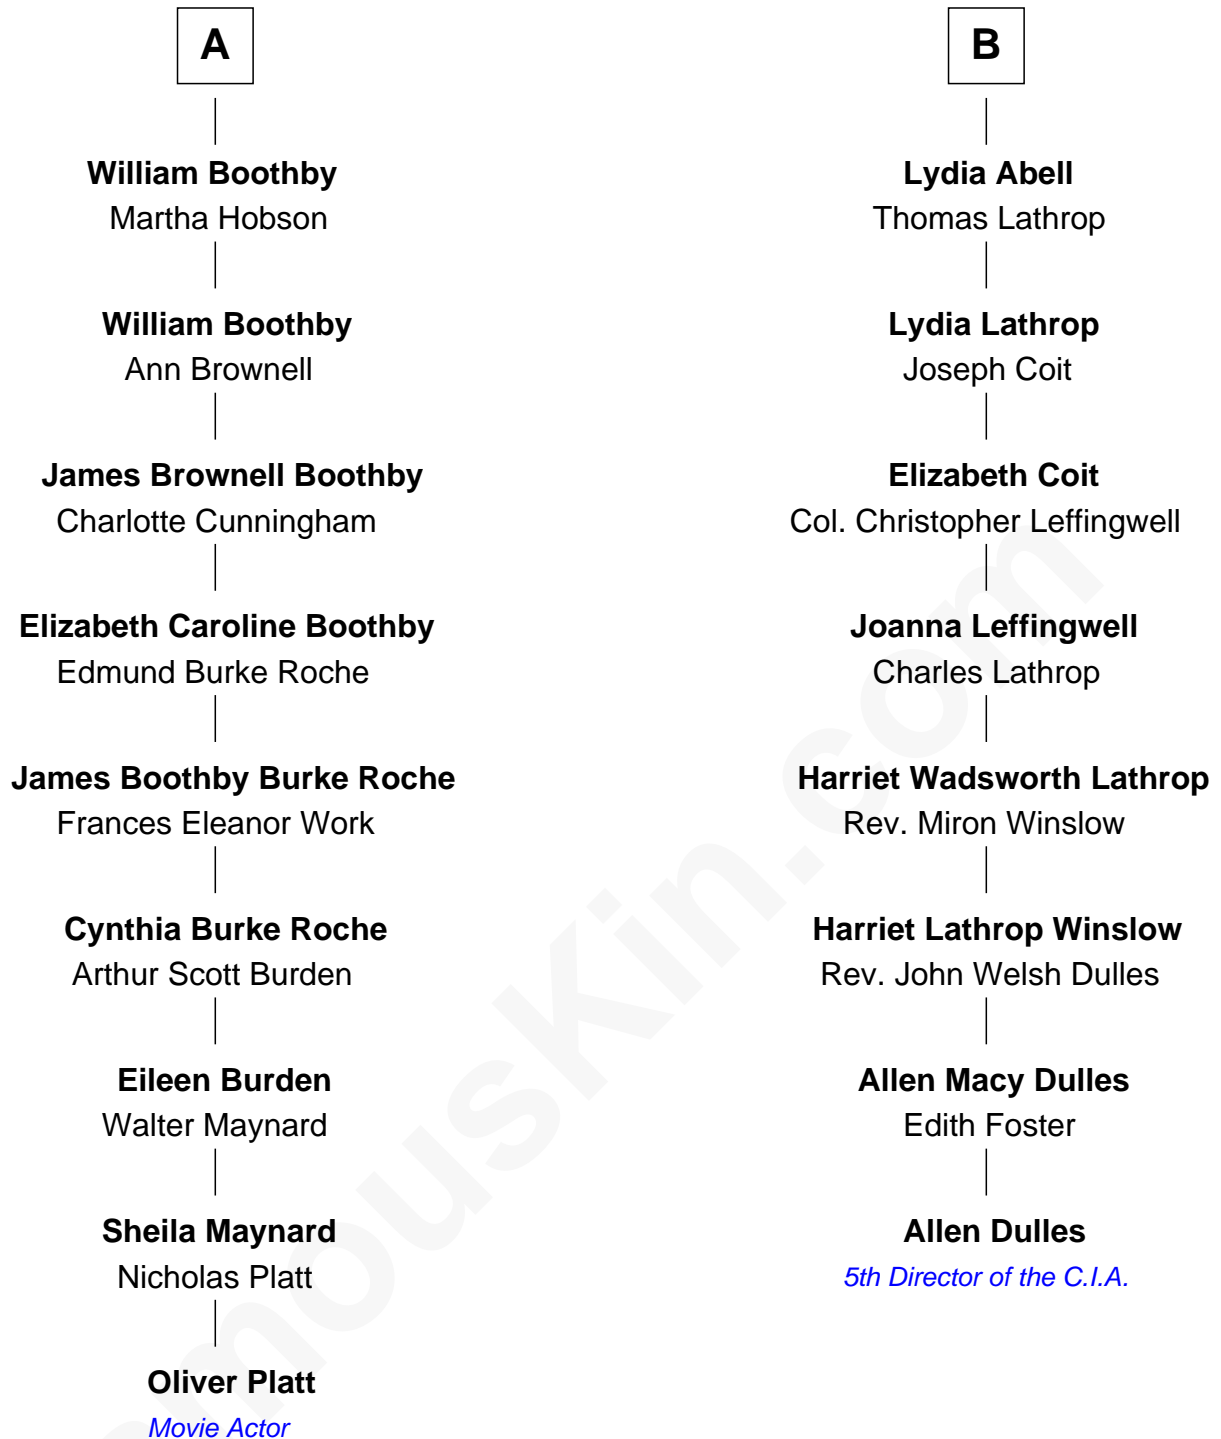 A
William Boothby
Martha Hobson
William Boothby
Ann Brownell
James Brownell Boothby
Charlotte Cunningham
Elizabeth Caroline Boothby
Edmund Burke Roche
James Boothby Burke Roche
Frances Eleanor Work
Cynthia Burke Roche
Arthur Scott Burden
Eileen Burden
Walter Maynard
Sheila Maynard
Nicholas Platt
Oliver Platt
Movie Actor
B
Lydia Abell
Thomas Lathrop
Lydia Lathrop
Joseph Coit
Elizabeth Coit
Col. Christopher Leffingwell
Joanna Leffingwell
Charles Lathrop
Harriet Wadsworth Lathrop
Rev. Miron Winslow
Harriet Lathrop Winslow
Rev. John Welsh Dulles
Allen Macy Dulles
Edith Foster
Allen Dulles
5th Director of the C.I.A.
mousKin.com